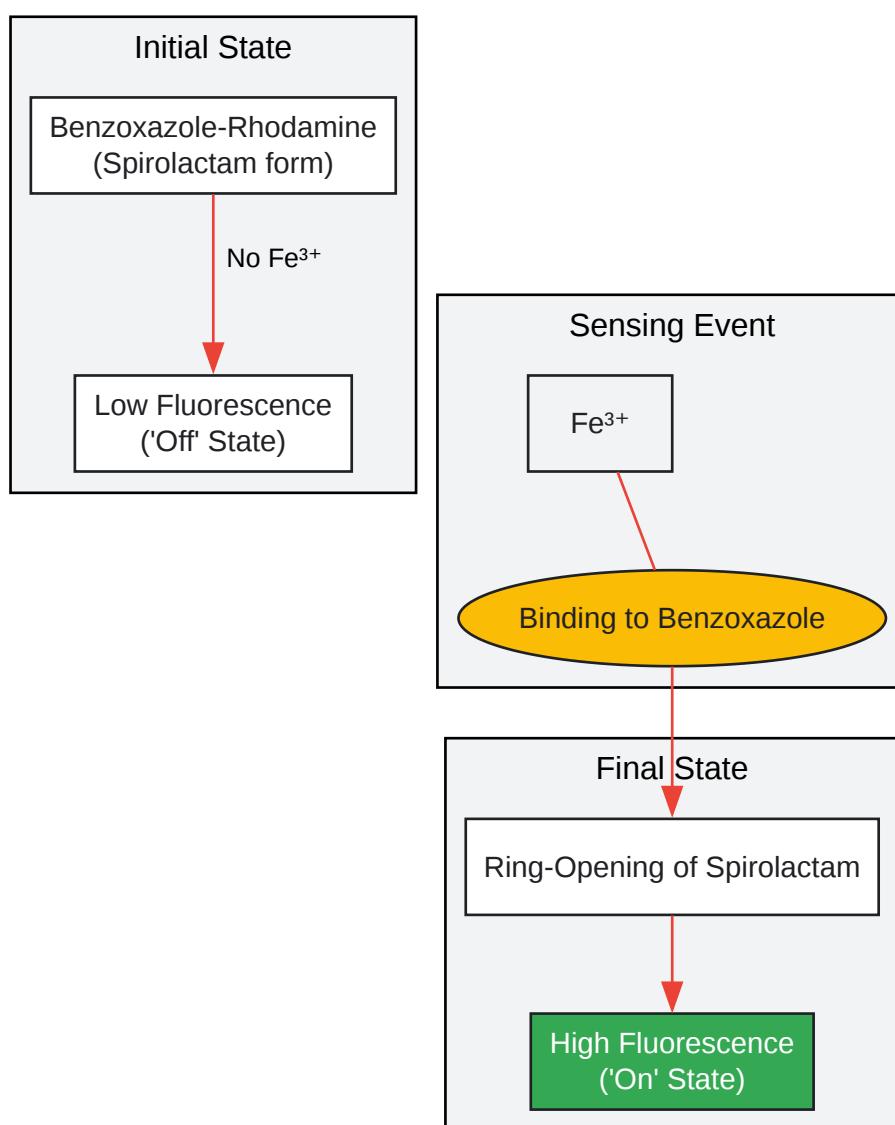 Initial State
Benzoxazole-Rhodamine
(Spirolactam form)
No Fe³⁺
Low Fluorescence
('Off' State)
Sensing Event
Fe³⁺
Binding to Benzoxazole
Final State
Ring-Opening of Spirolactam
High Fluorescence
('On' State)